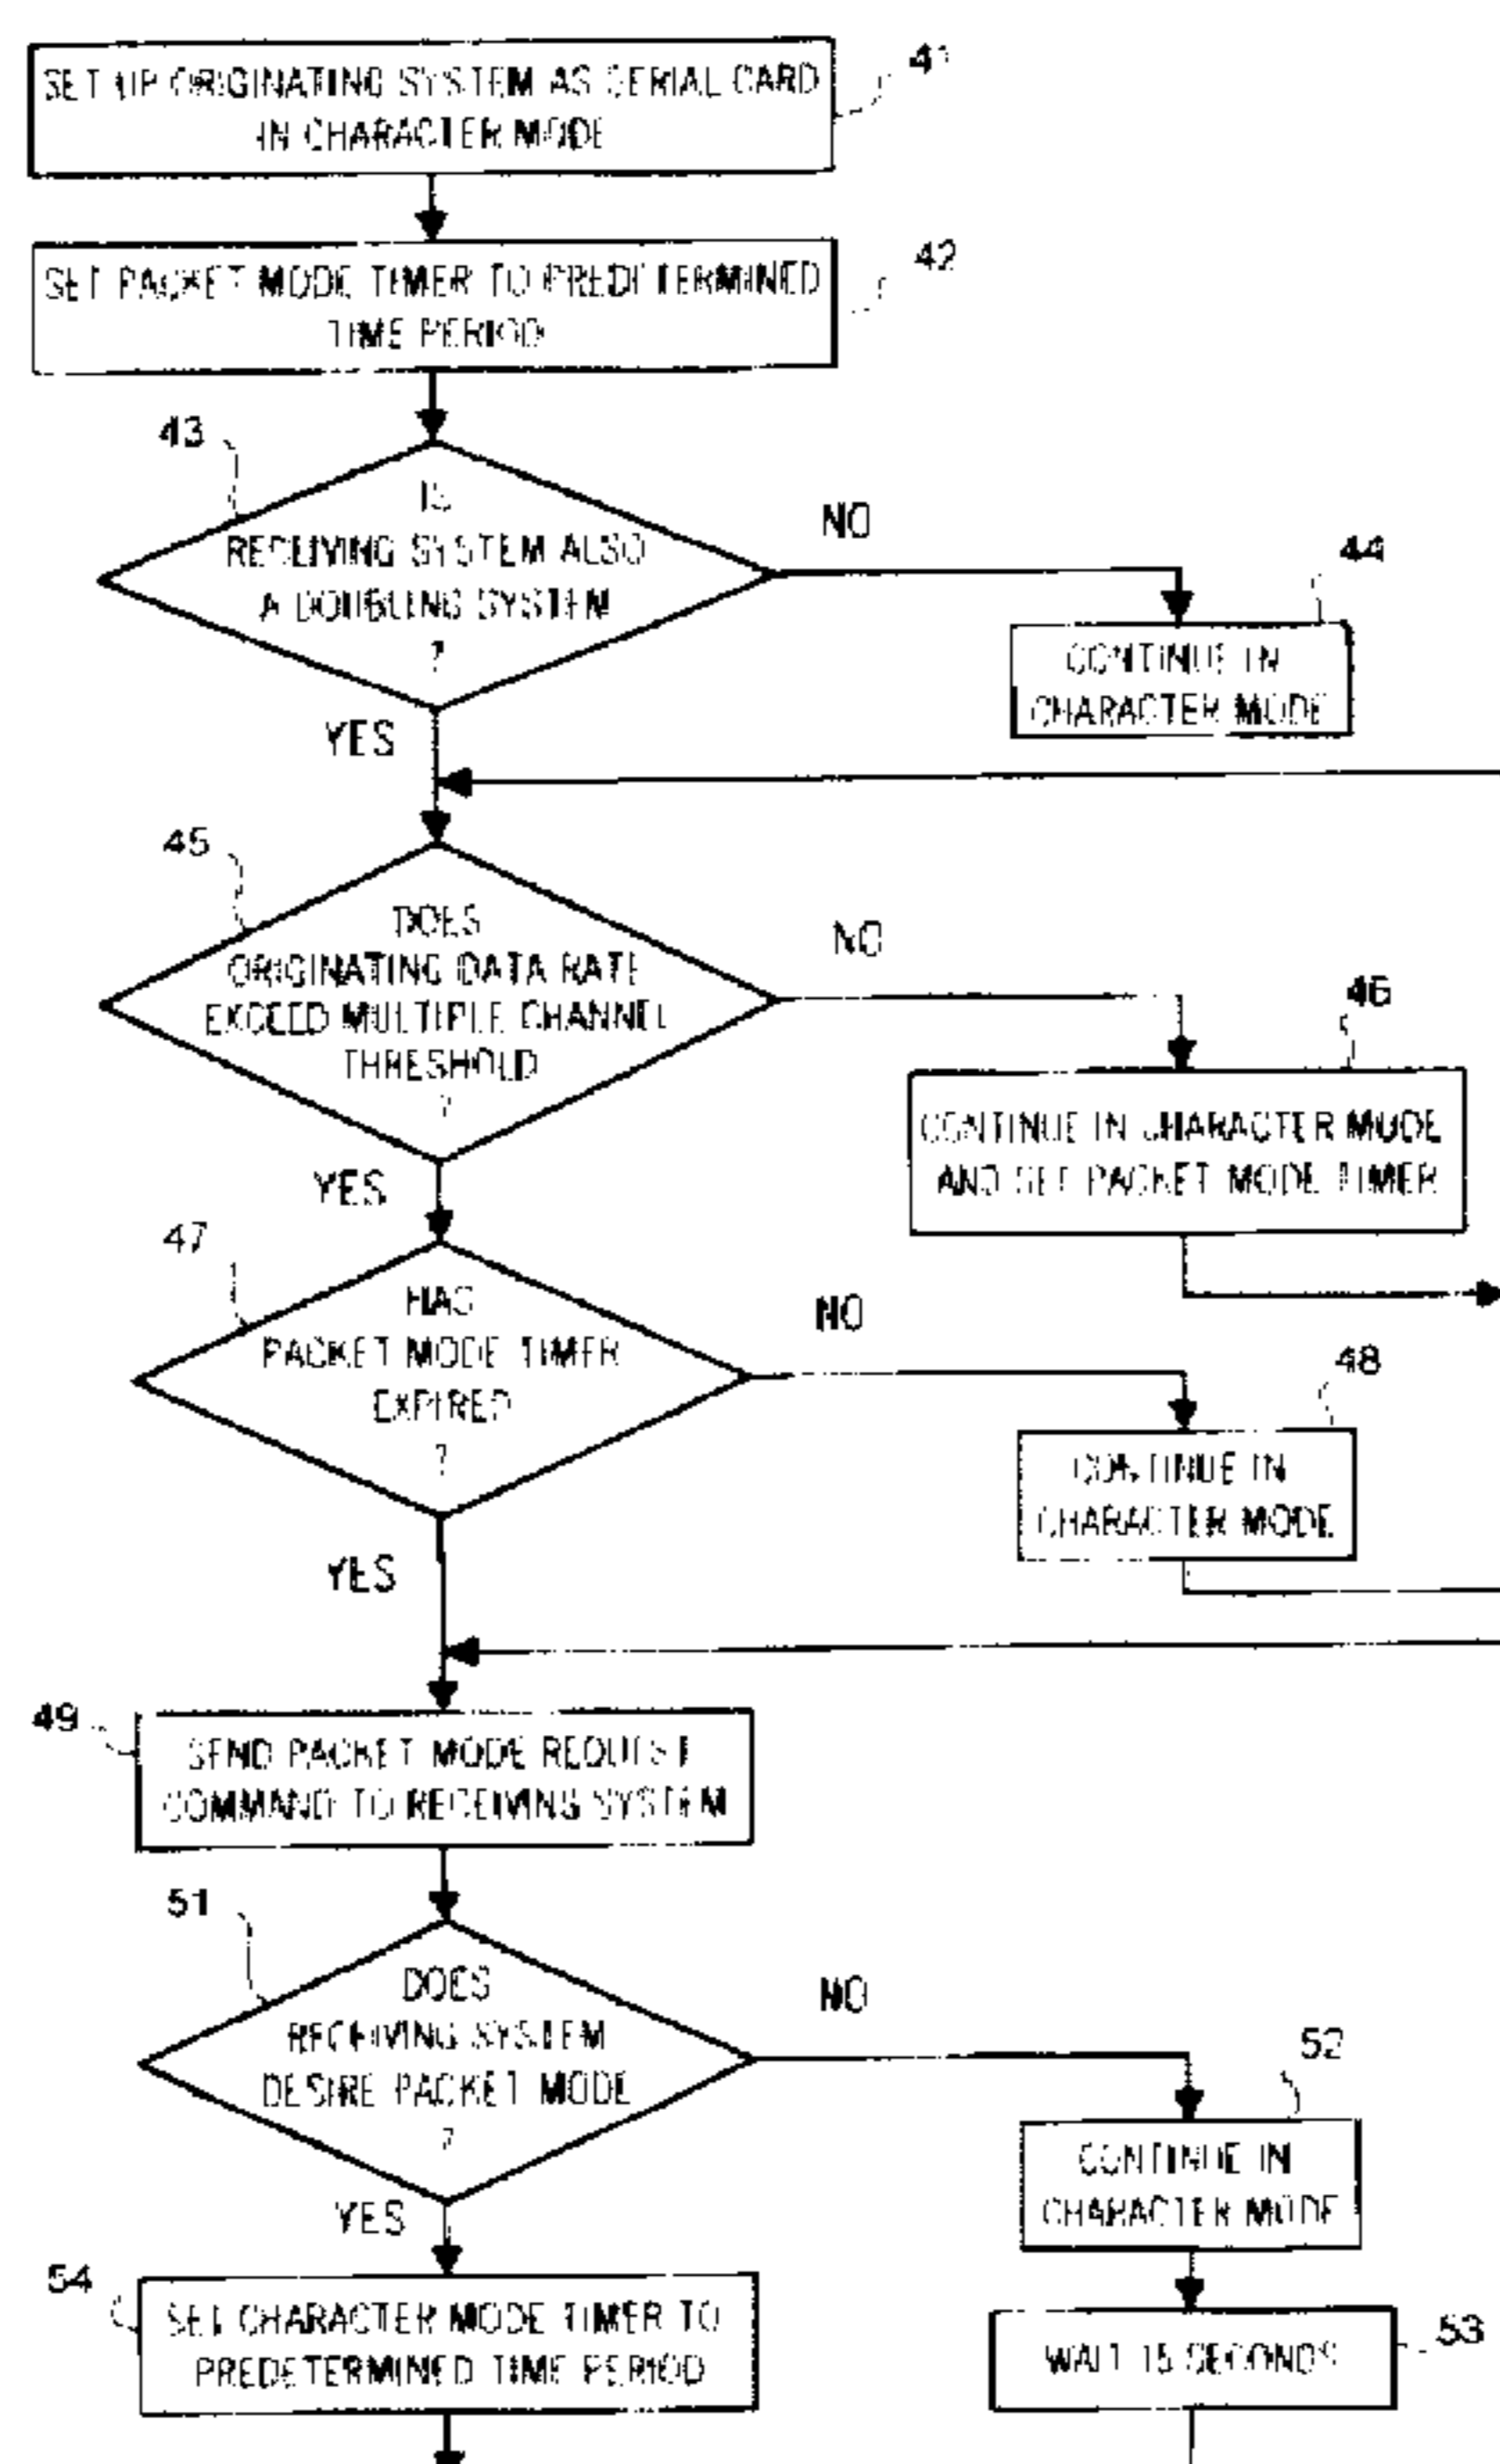 SET UP ORIGINATING SYSTEM AS SERIAL CARD
IN CHARACTER MODE
41
SET PACKET MODE TIMER TO PREDETERMINED
TIME PERIOD
42
43
IS
RECEIVING SYSTEM ALSO
A DOUBLING SYSTEM
?
NO
44
CONTINUE IN
CHARACTER MODE
YES
45
DOES
ORIGINATING DATA RATE
EXCEED MULTIPLE CHANNEL
THRESHOLD
?
NO
46
CONTINUE IN CHARACTER MODE
AND SET PACKET MODE TIMER
YES
47
HAS
PACKET MODE TIMER
EXPIRED
?
NO
48
CONTINUE IN
CHARACTER MODE
YES
49
SEND PACKET MODE REQUEST
COMMAND TO RECEIVING SYSTEM
51
DOES
RECEIVING SYSTEM
DESIRE PACKET MODE
?
NO
52
CONTINUE IN
CHARACTER MODE
YES
54
SET CHARACTER MODE TIMER TO
PREDETERMINED TIME PERIOD
WAIT 15 SECONDS
53